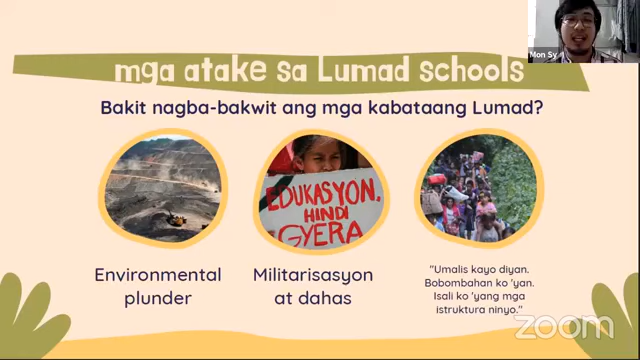 Mon Sy
mga atake sa Lumad schools
Bakit nagba-bakwit ang mga kabataang Lumad?
EDUKASYON,
HINDI
GYERA
Environmental
plunder
Militarisasyon
at dahas
"Umalis kayo diyan.
Bobombahan ko 'yan.
Isali ko 'yang mga
istruktura ninyo."
zoom